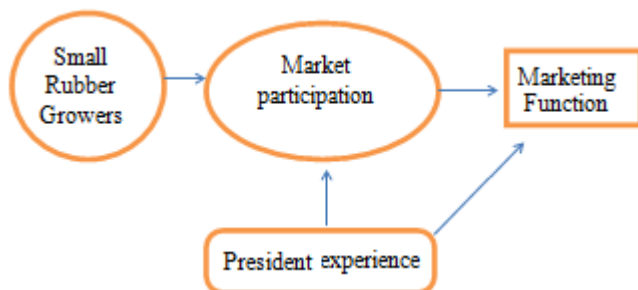 Small
Rubber
Growers
Market
participation
Marketing
Function
President experience